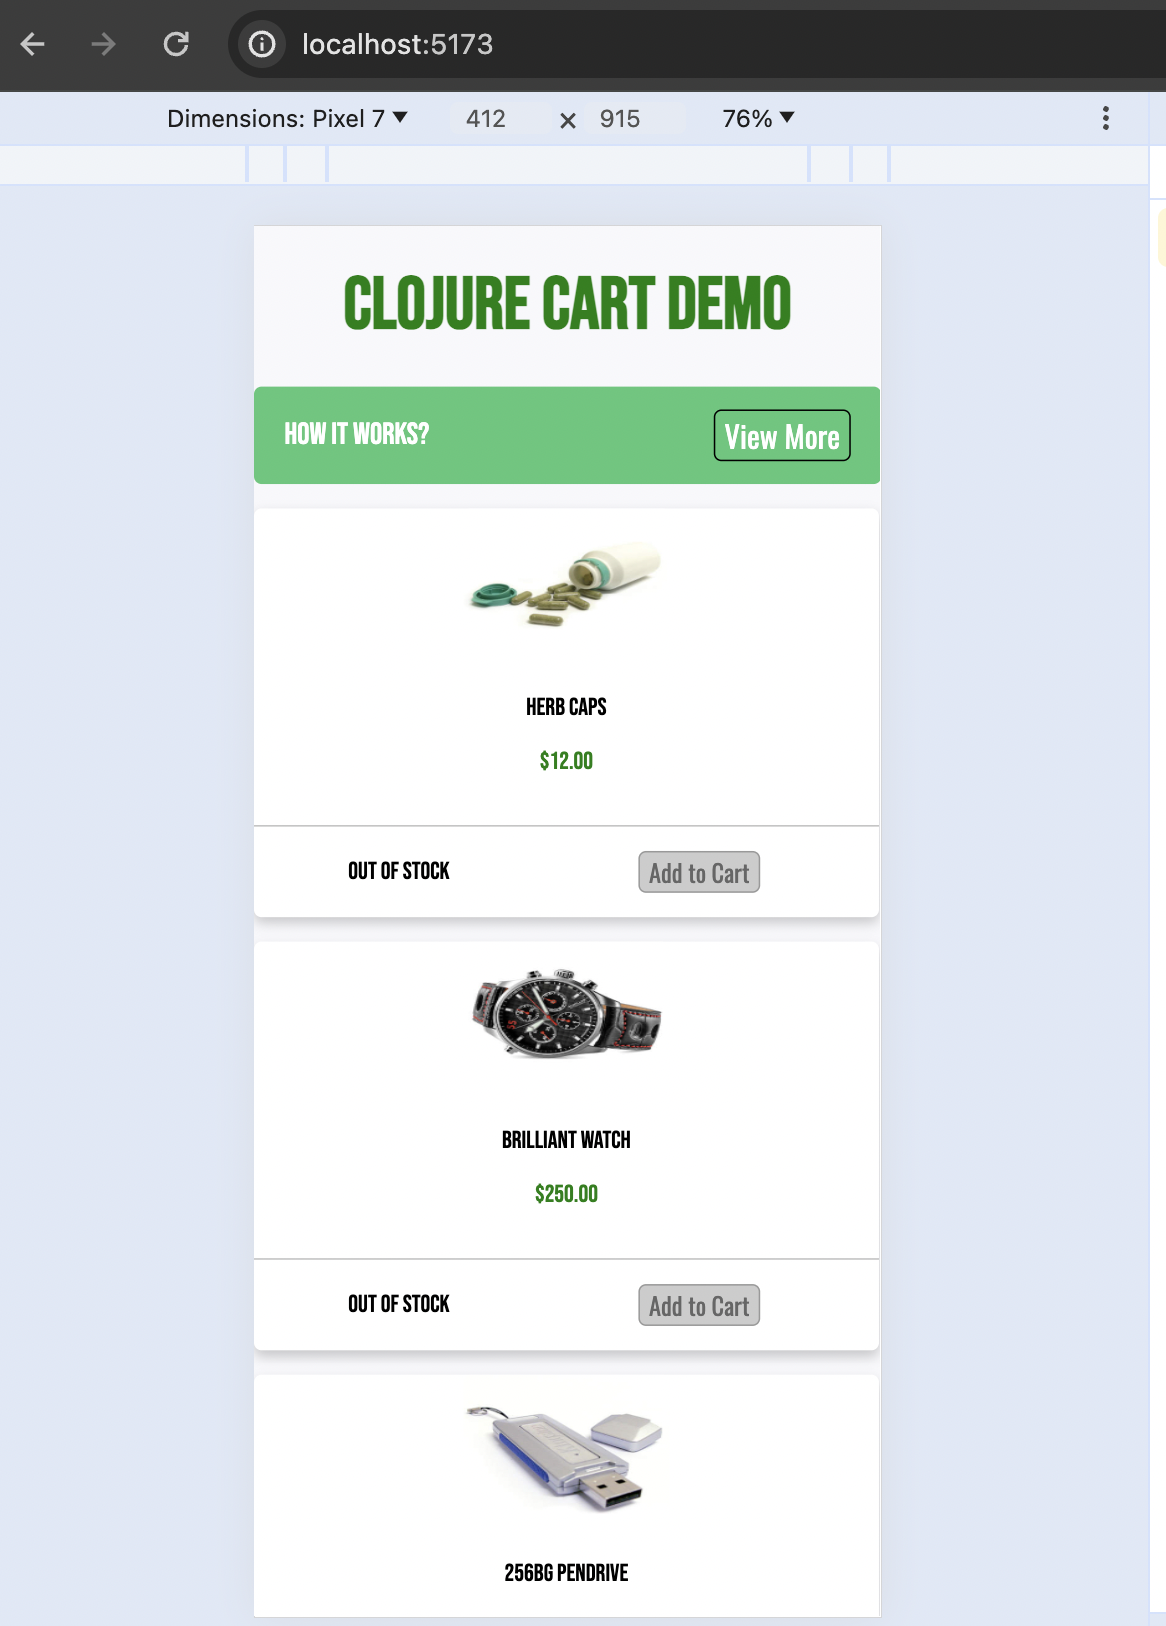 localhost:5173
Dimensions: Pixel 7 ▼ 412 × 915 76% ▼
CLOJURE CART DEMO
HOW IT WORKS? View More
HERB CAPS
$12.00
OUT OF STOCK Add to Cart
BRILLIANT WATCH
$250.00
OUT OF STOCK Add to Cart
256BG PENDRIVE